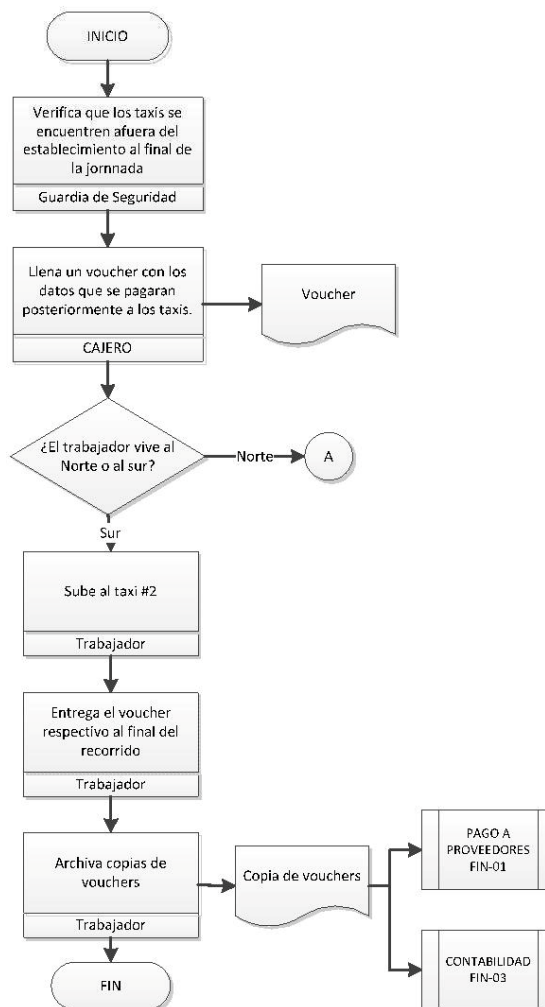 INICIO
Verifica que los taxis se
encuentren afuera del
establecimiento al final de
la jornnada
Guardia de Seguridad
Llena un voucher con los
datos que se pagaran
posteriormente a los taxis.
CAJERO
Voucher
¿El trabajador vive al
Norte o al sur?
Norte
A
Sur
Sube al taxi #2
Trabajador
Entrega el voucher
respectivo al final del
recorrido
Trabajador
Archiva copias de
vouchers
Trabajador
Copia de vouchers
PAGO A
PROVEEDORES
FIN-01
CONTABILIDAD
FIN-03
FIN